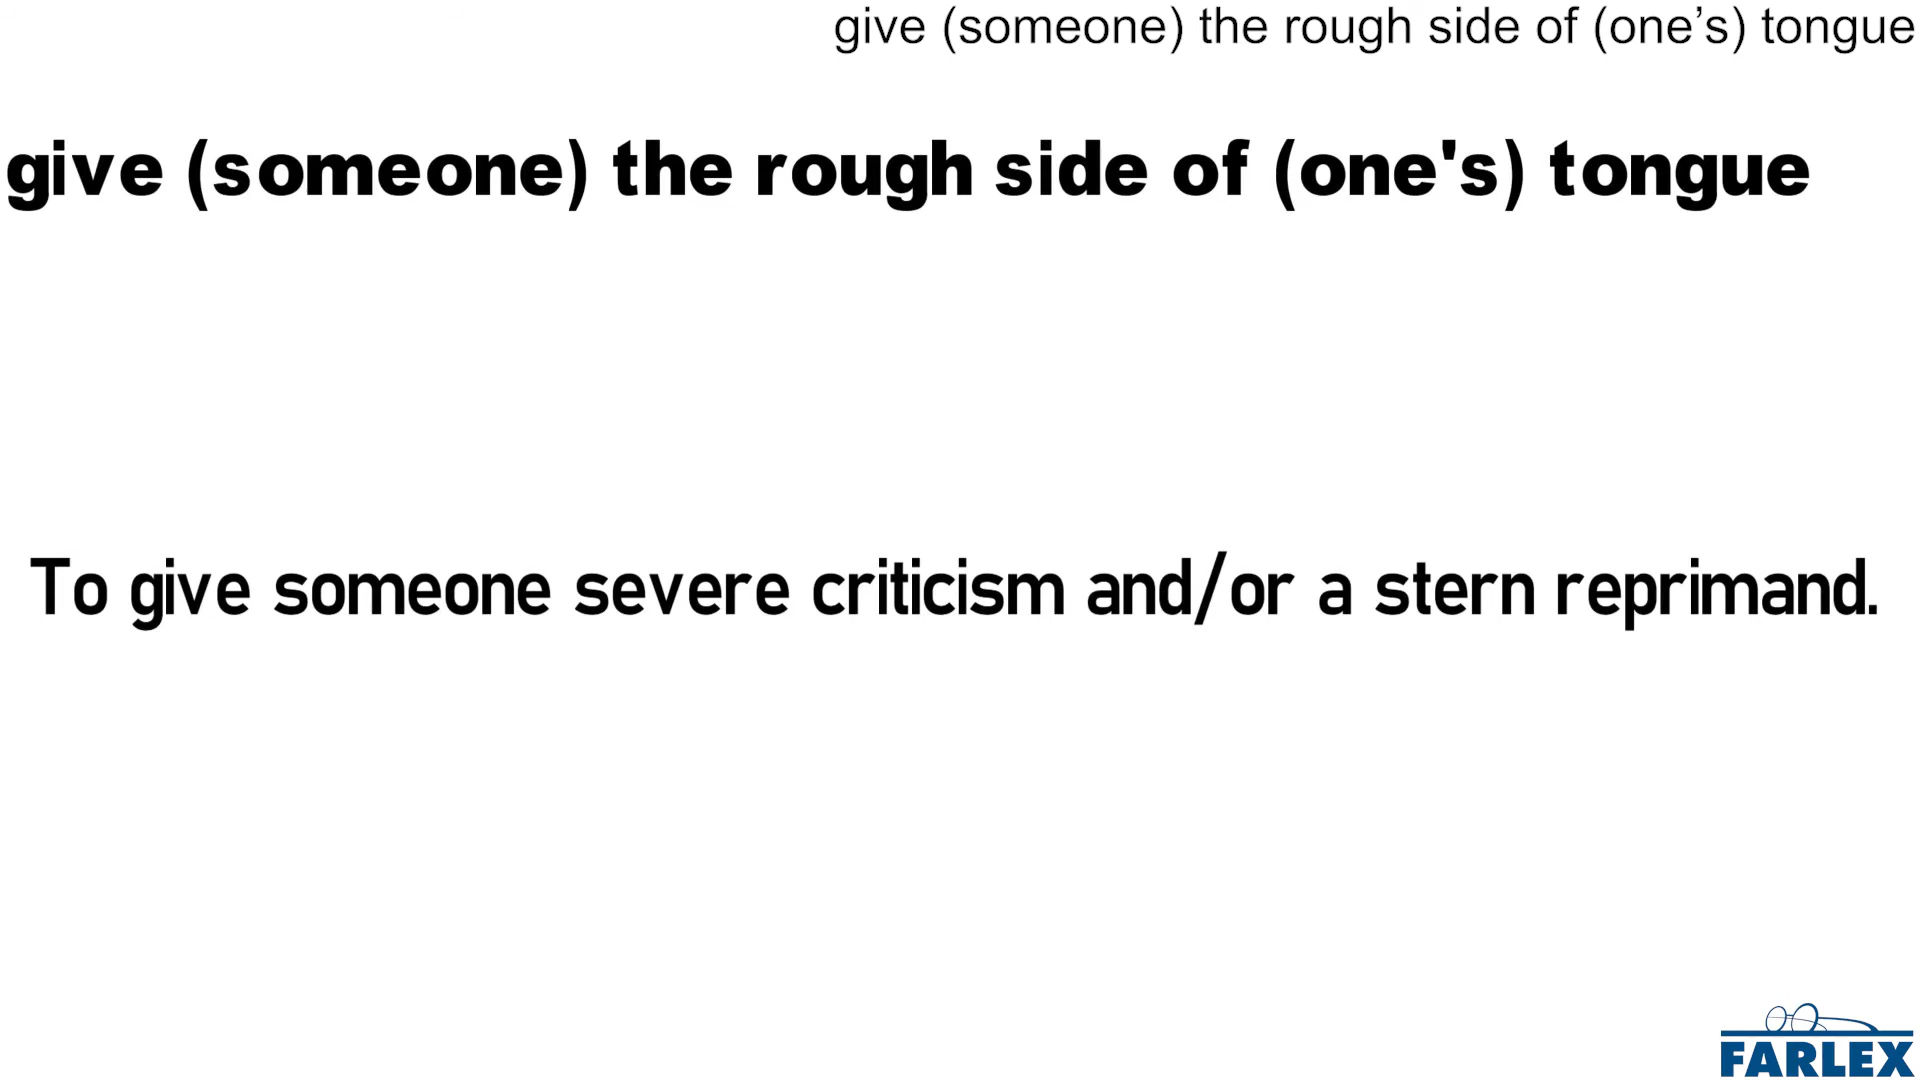 give (someone) the rough side of (one’s) tongue
give (someone) the rough side of (one's) tongue
To give someone severe criticism and/or a stern reprimand.
FARLEX